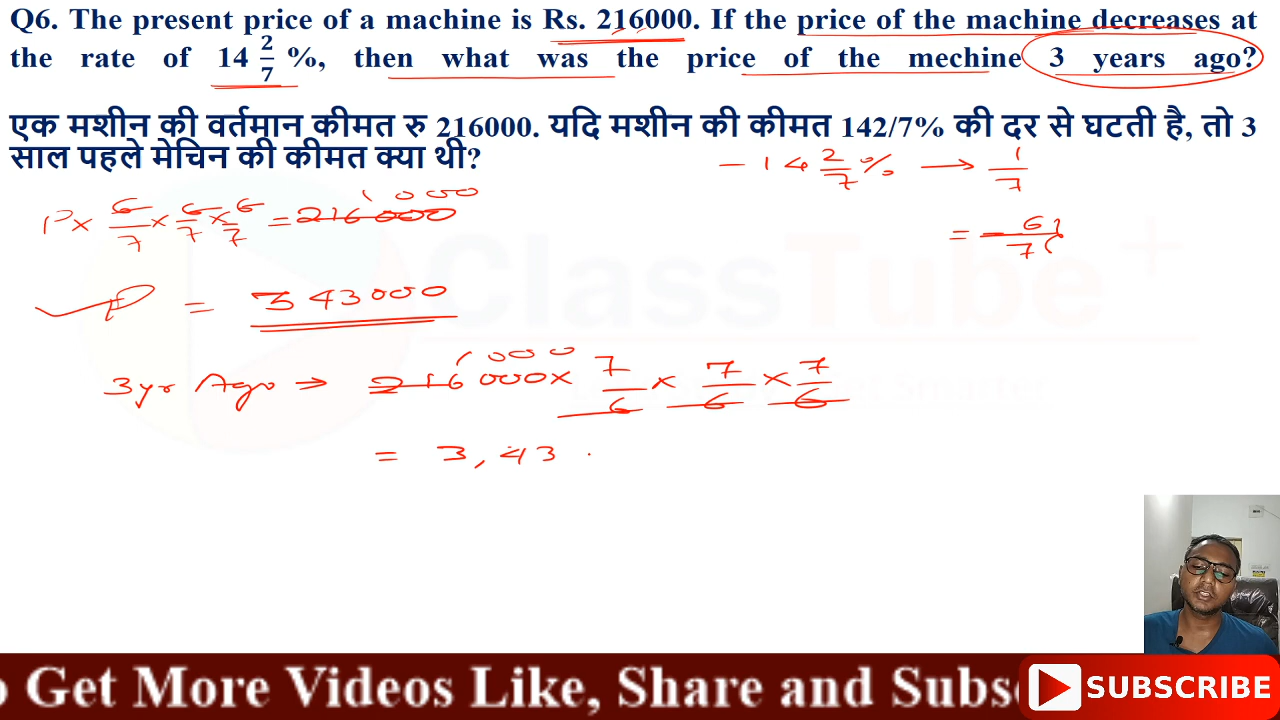 Q6. The present price of a machine is Rs. 216000. If the price of the machine decreases at
the rate of 14 2/7 %, then what was the price of the mechine 3 years ago?
एक मशीन की वर्तमान कीमत रु 216000. यदि मशीन की कीमत 142/7% की दर से घटती है, तो 3
साल पहले मेचिन की कीमत क्या थी?
- 14 2/7 % → 1/7
P × 6/7 × 6/7 × 6/7 = 216000 1000
= 6/7
P = 343000
3yr Ago ⇒ 216000 × 7/6 × 7/6 × 7/6 1000
= 3,43
ClassTube+
Get More Videos Like, Share and Subs
SUBSCRIBE